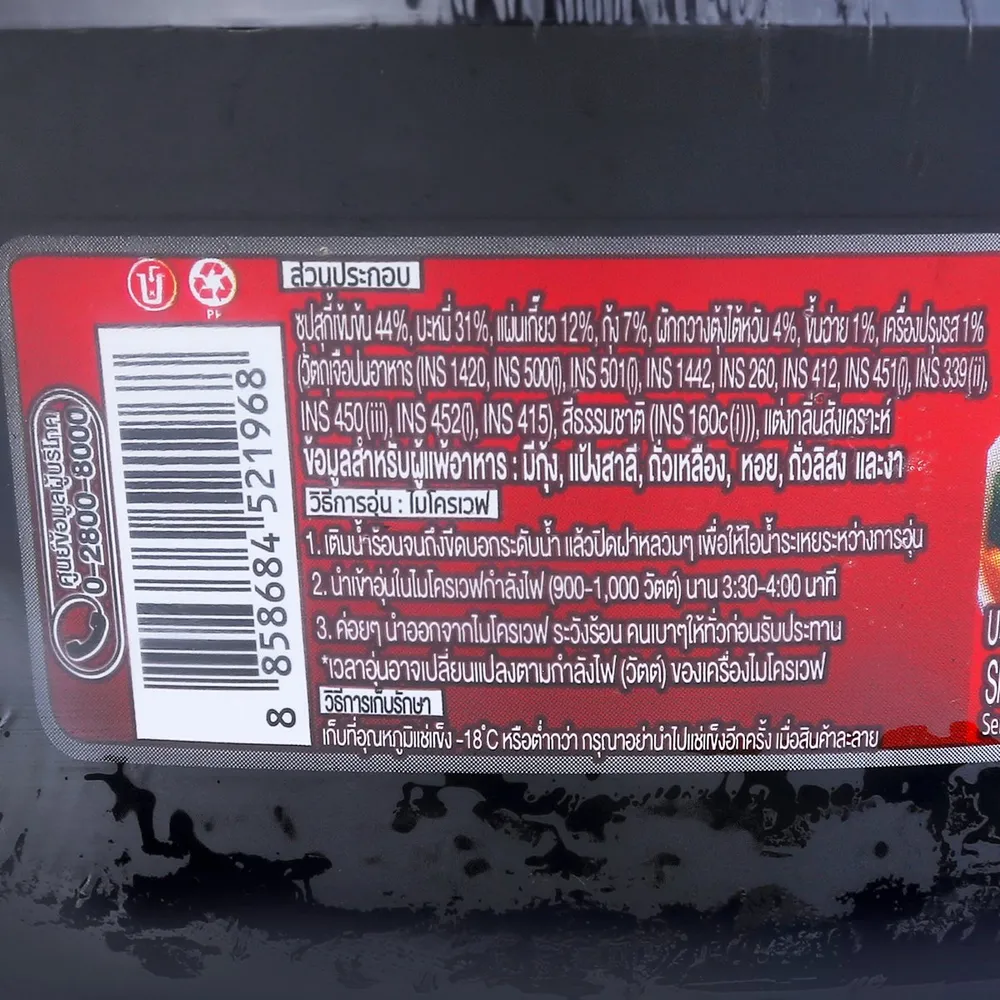 ส่วนประกอบ
ซุปสุกี้เข้มข้น 44%, บะหมี่ 31%, แผ่นเกี๊ยว 12%, กุ้ง 7%, ผักกวางตุ้งไต้หวัน 4%, ขึ้นฉ่าย 1%, เครื่องปรุงรส 1%
(วัตถุเจือปนอาหาร (INS 1420, INS 500(i), INS 501(i), INS 1442, INS 260, INS 412, INS 451(i), INS 339(ii),
INS 450(iii), INS 452(i), INS 415), สีธรรมชาติ (INS 160c(i))), แต่งกลิ่นสังเคราะห์
ข้อมูลสำหรับผู้แพ้อาหาร : มีกุ้ง, แป้งสาลี, ถั่วเหลือง, หอย, ถั่วลิสง และงา
วิธีการอุ่น : ไมโครเวฟ
1. เติมน้ำร้อนจนถึงขีดบอกระดับน้ำ แล้วปิดฝาหลวมๆ เพื่อให้ไอน้ำระเหยระหว่างการอุ่น
2. นำเข้าอุ่นในไมโครเวฟกำลังไฟ (900-1,000 วัตต์) นาน 3:30-4:00 นาที
3. ค่อยๆ นำออกจากไมโครเวฟ ระวังร้อน คนเบาๆให้ทั่วก่อนรับประทาน
*เวลาอุ่นอาจเปลี่ยนแปลงตามกำลังไฟ (วัตต์) ของเครื่องไมโครเวฟ
วิธีการเก็บรักษา
เก็บที่อุณหภูมิแช่แข็ง -18°C หรือต่ำกว่า กรุณาอย่านำไปแช่แข็งอีกครั้ง เมื่อสินค้าละลาย
ศูนย์ข้อมูลผู้บริโภค
0-2800-8000
8 858684 521968